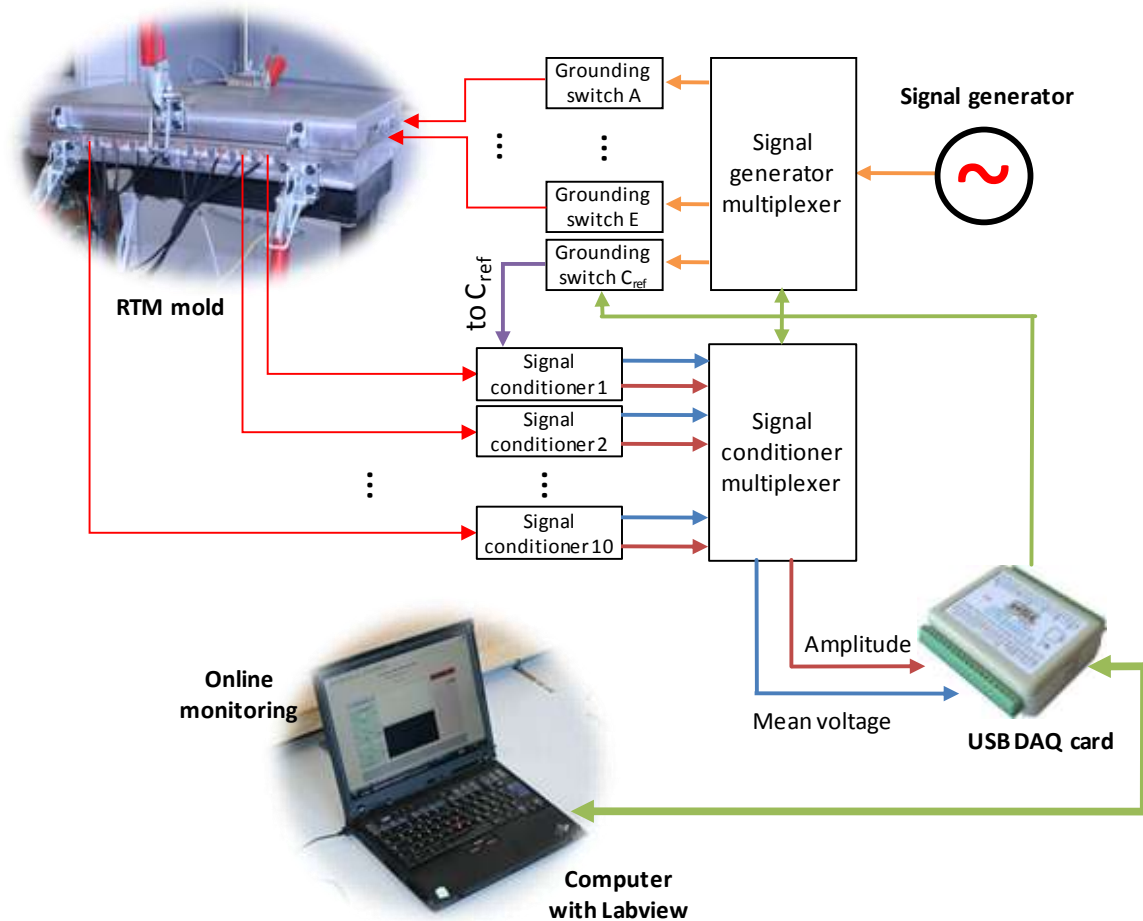 Grounding
switch A
Signal generator
Signal
generator
multiplexer
Grounding
switch E
Grounding
switch Cref
RTM mold
to Cref
Signal
conditioner 1
Signal
conditioner 2
Signal
conditioner
multiplexer
Signal
conditioner 10
Amplitude
Online
monitoring
Mean voltage
USB DAQ card
Computer
with Labview